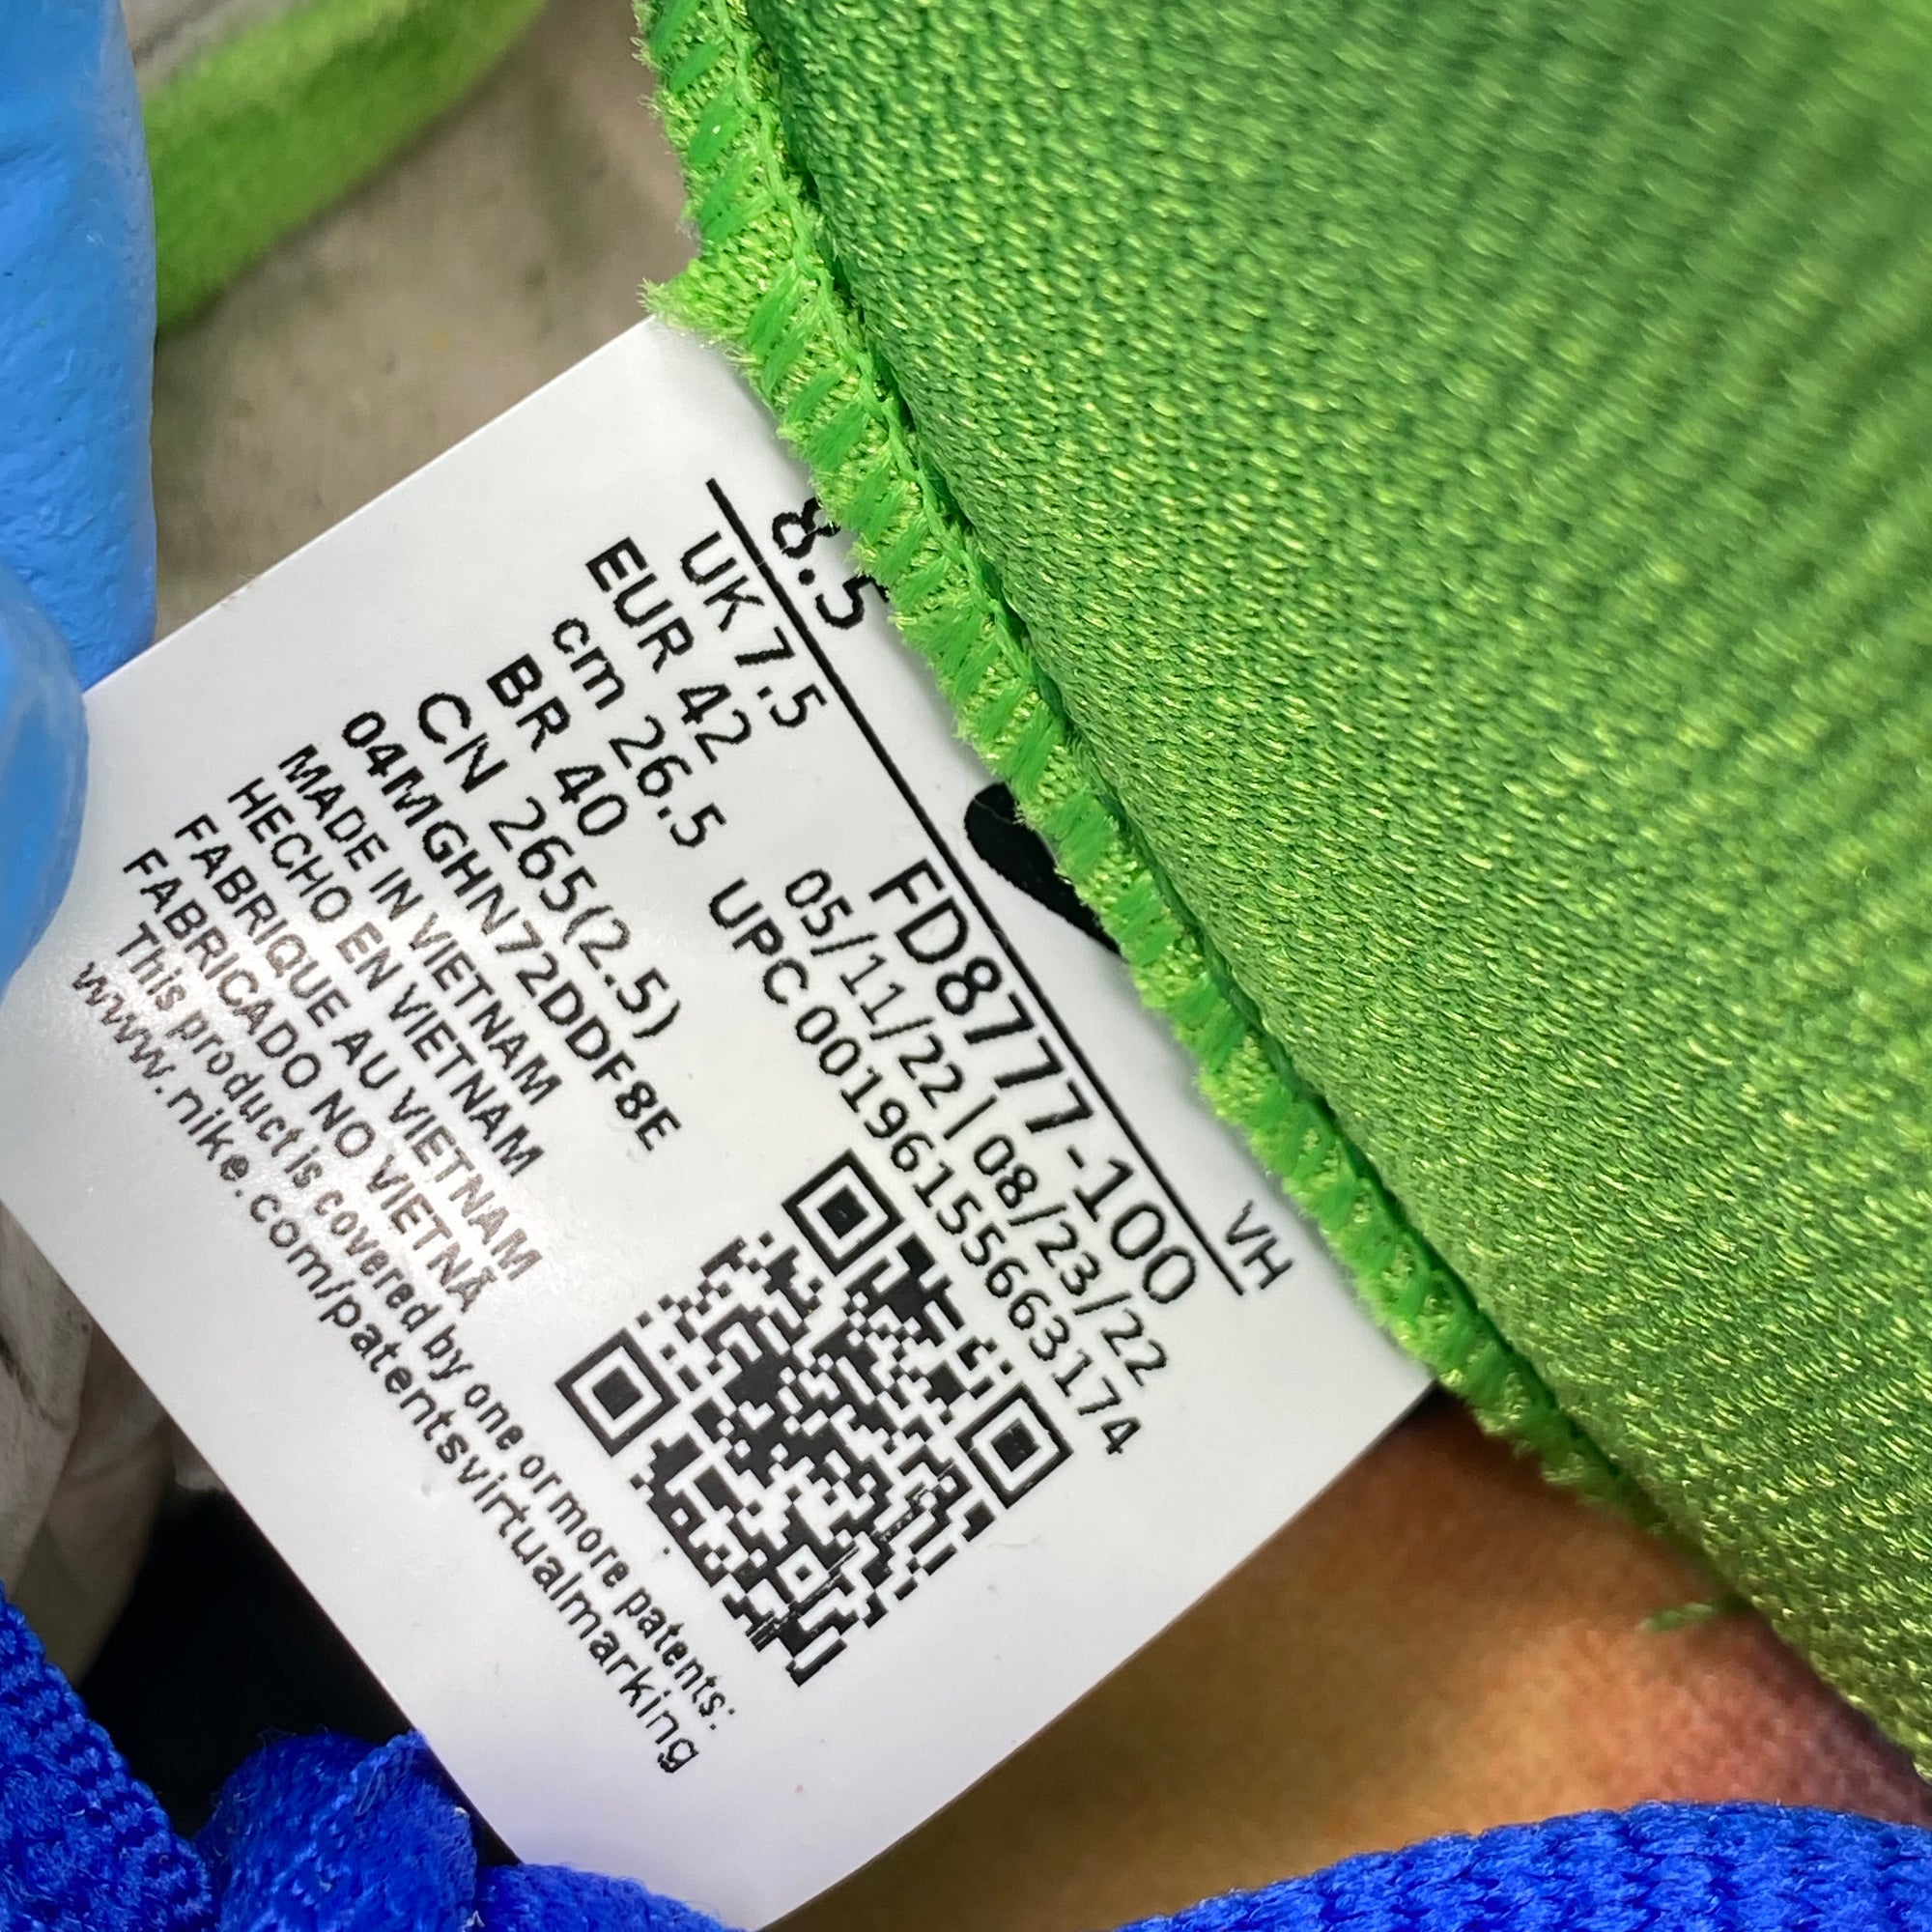 8.5
VH
UK 7.5
FD8777-100
EUR 42
05/11/22 | 08/23/22
cm 26.5
UPC 00196155663174
BR 40
CN 265(2.5)
04MGHN72DDF8E
MADE IN VIETNAM
HECHO EN VIETNAM
FABRIQUE AU VIETNAM
FABRICADO NO VIETNÃ
This product is covered by one or more patents:
www.nike.com/patentsvirtualmarking